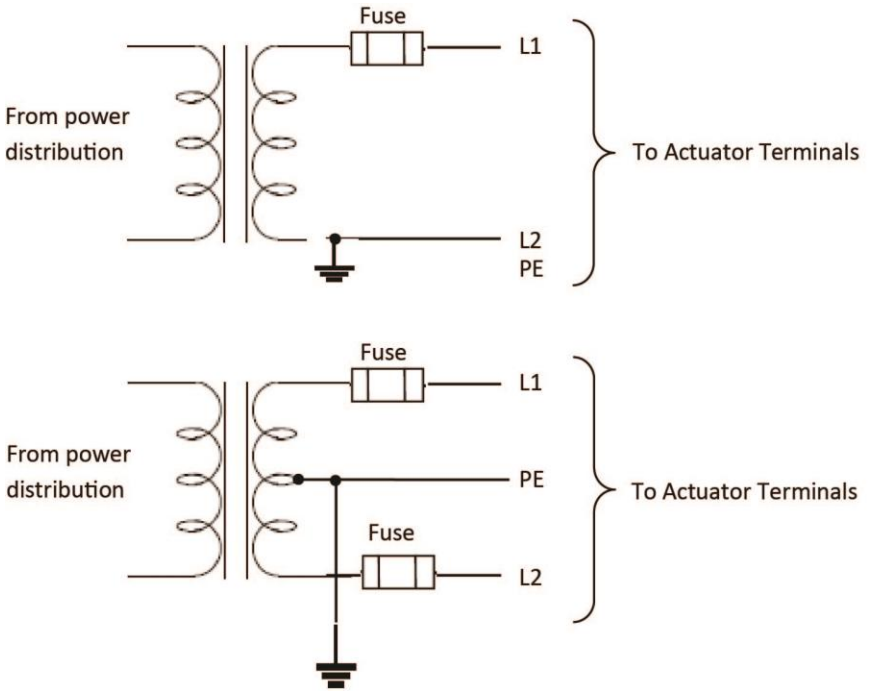 Fuse
L1
From power
distribution
To Actuator Terminals
L2
PE
Fuse
L1
From power
distribution
PE
To Actuator Terminals
Fuse
L2